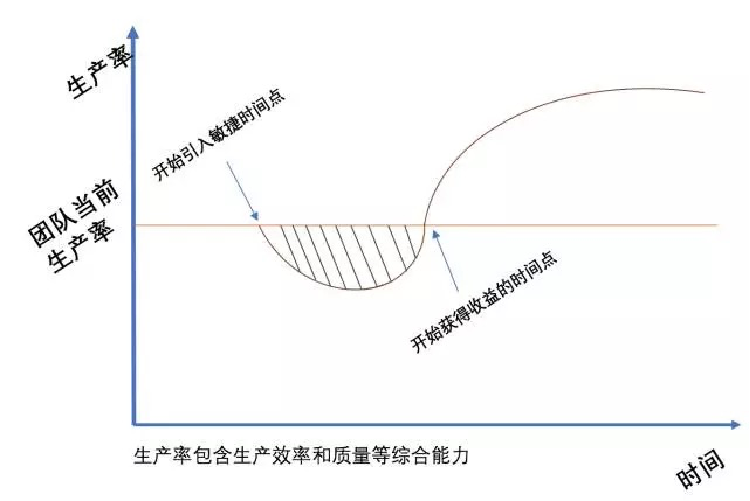 生产率
开始引入敏捷时间点
团队当前
生产率
开始获得收益的时间点
生产率包含生产效率和质量等综合能力
时间